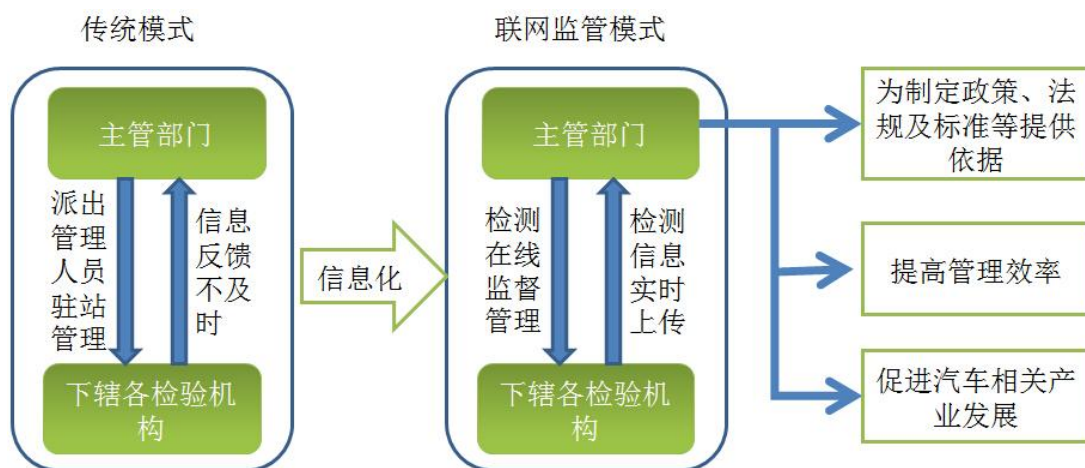 传统模式
联网监管模式
主管部门
派出
管理
人员
驻站
管理
信息
反馈
不及
时
下辖各检验机
构
信息化
主管部门
检测
在线
监督
管理
检测
信息
实时
上传
下辖各检验机
构
为制定政策、法
规及标准等提供
依据
提高管理效率
促进汽车相关产
业发展